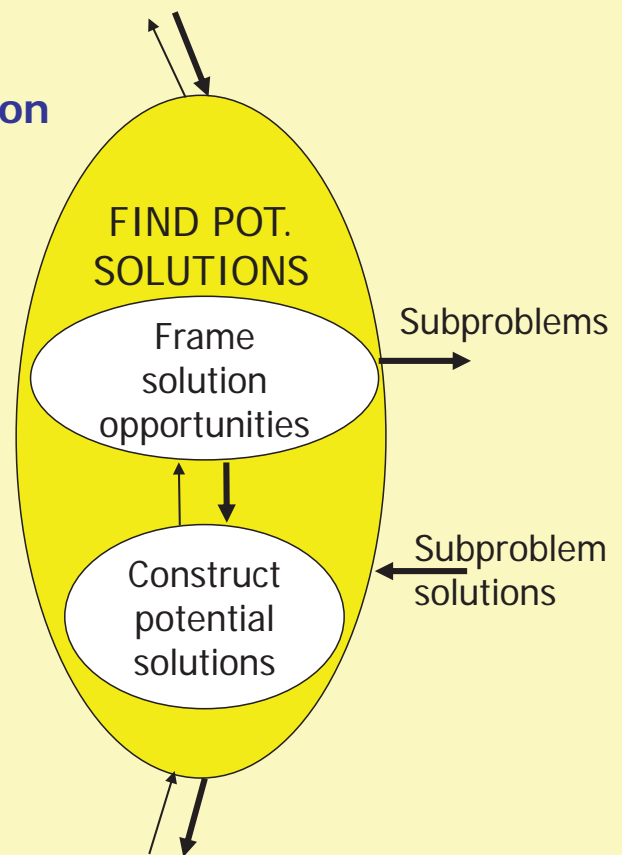 on
FIND POT.
SOLUTIONS
Frame
solution
opportunities
Subproblems
Construct
potential
solutions
Subproblem
solutions